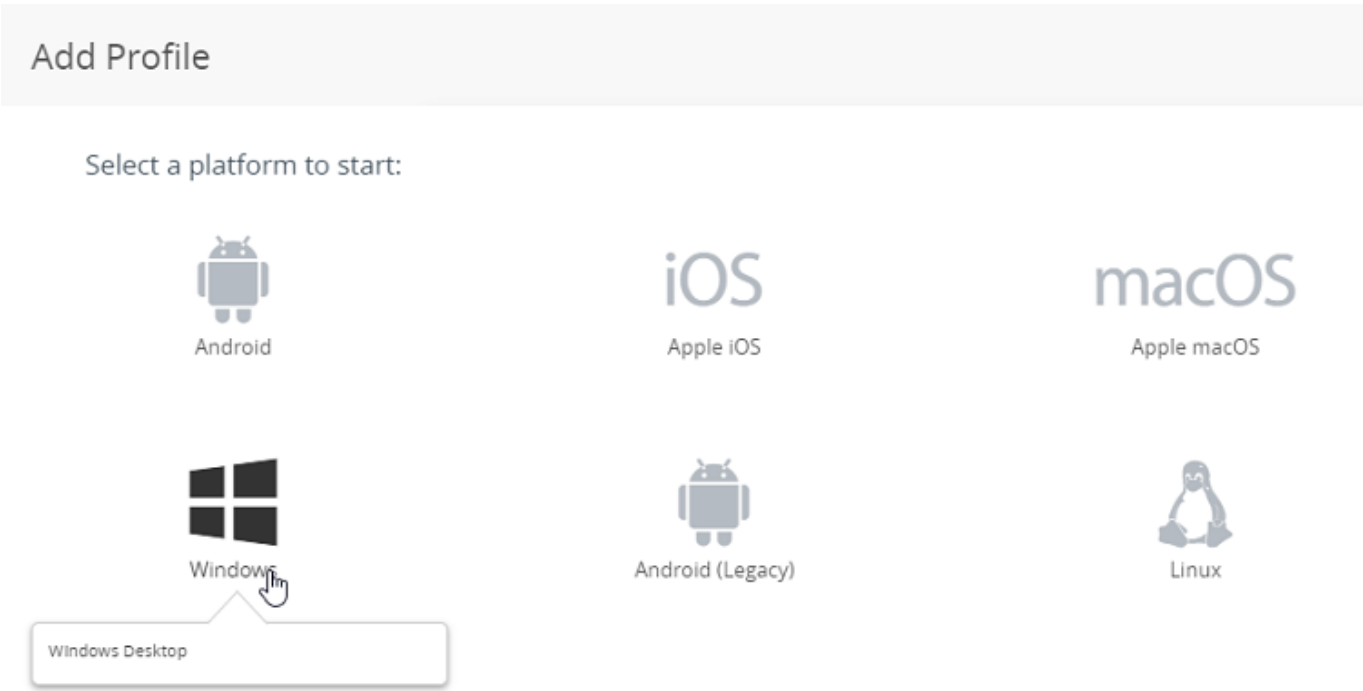 Add Profile
Select a platform to start:
iOS
macOS
Android
Apple iOS
Apple macOS
Windows
Android (Legacy)
Linux
Windows Desktop